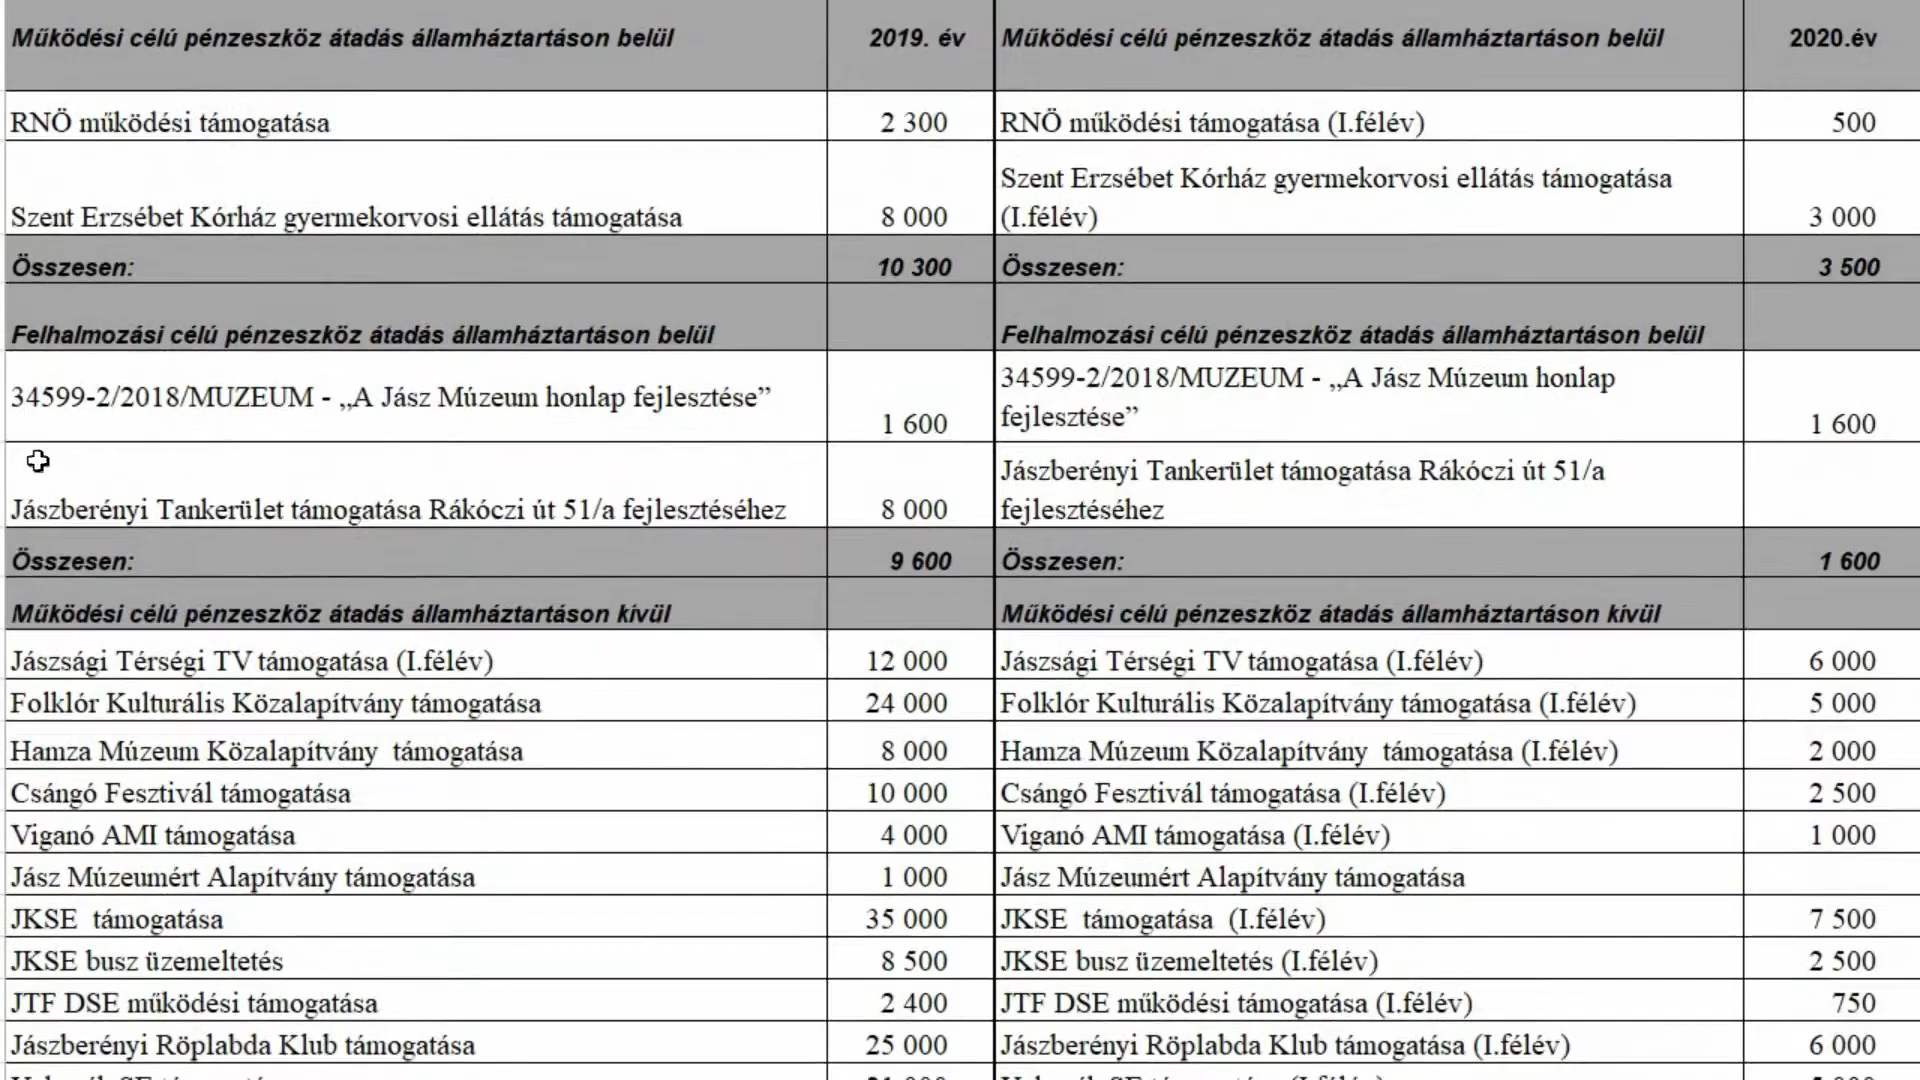 Működési célú pénzeszköz átadás államháztartáson belül 2019. év Működési célú pénzeszköz átadás államháztartáson belül 2020.év
RNÖ működési támogatása 2 300 RNÖ működési támogatása (I.félév) 500
Szent Erzsébet Kórház gyermekorvosi ellátás támogatása 8 000 Szent Erzsébet Kórház gyermekorvosi ellátás támogatása
(I.félév) 3 000
Összesen: 10 300 Összesen: 3 500
Felhalmozási célú pénzeszköz átadás államháztartáson belül Felhalmozási célú pénzeszköz átadás államháztartáson belül
34599-2/2018/MUZEUM - „A Jász Múzeum honlap fejlesztése” 1 600 34599-2/2018/MUZEUM - „A Jász Múzeum honlap
fejlesztése” 1 600
Jászberényi Tankerület támogatása Rákóczi út 51/a fejlesztéséhez 8 000 Jászberényi Tankerület támogatása Rákóczi út 51/a
fejlesztéséhez
Összesen: 9 600 Összesen: 1 600
Működési célú pénzeszköz átadás államháztartáson kívül Működési célú pénzeszköz átadás államháztartáson kívül
Jászsági Térségi TV támogatása (I.félév) 12 000 Jászsági Térségi TV támogatása (I.félév) 6 000
Folklór Kulturális Közalapítvány támogatása 24 000 Folklór Kulturális Közalapítvány támogatása (I.félév) 5 000
Hamza Múzeum Közalapítvány támogatása 8 000 Hamza Múzeum Közalapítvány támogatása (I.félév) 2 000
Csángó Fesztivál támogatása 10 000 Csángó Fesztivál támogatása (I.félév) 2 500
Viganó AMI támogatása 4 000 Viganó AMI támogatása (I.félév) 1 000
Jász Múzeumért Alapítvány támogatása 1 000 Jász Múzeumért Alapítvány támogatása
JKSE támogatása 35 000 JKSE támogatása (I.félév) 7 500
JKSE busz üzemeltetés 8 500 JKSE busz üzemeltetés (I.félév) 2 500
JTF DSE működési támogatása 2 400 JTF DSE működési támogatása (I.félév) 750
Jászberényi Röplabda Klub támogatása 25 000 Jászberényi Röplabda Klub támogatása (I.félév) 6 000